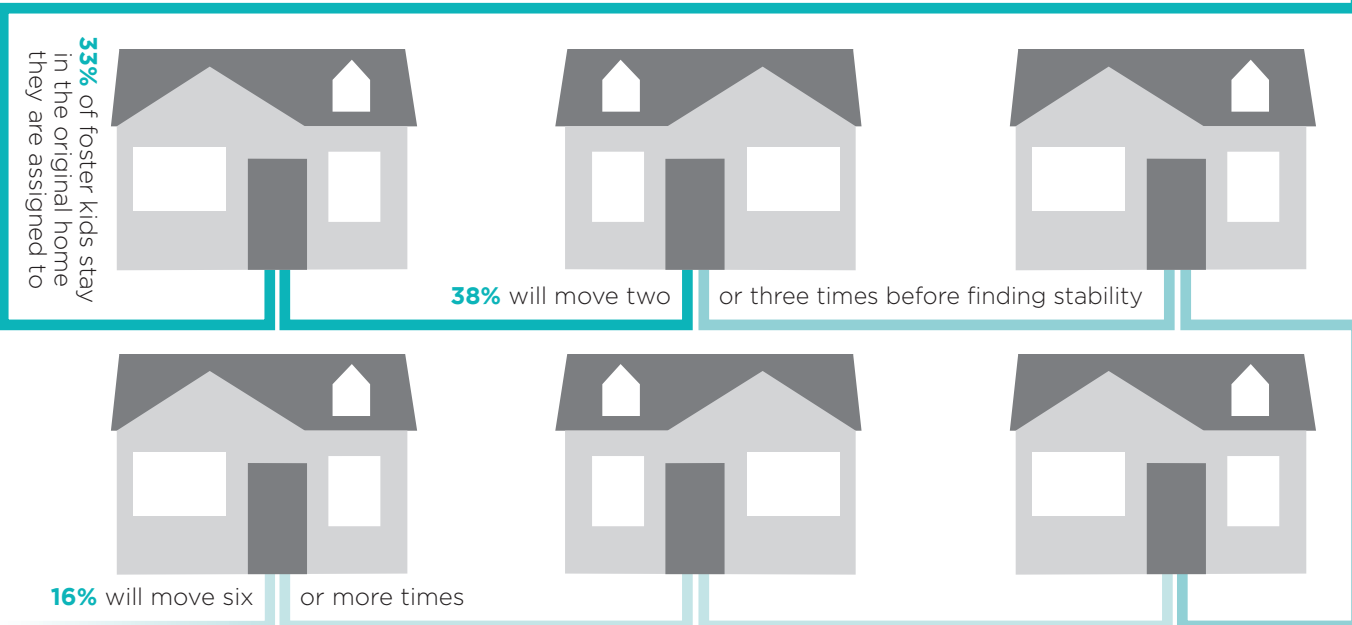 33% of foster kids stay
in the original home
they are assigned to
38% will move two or three times before finding stability
16% will move six or more times